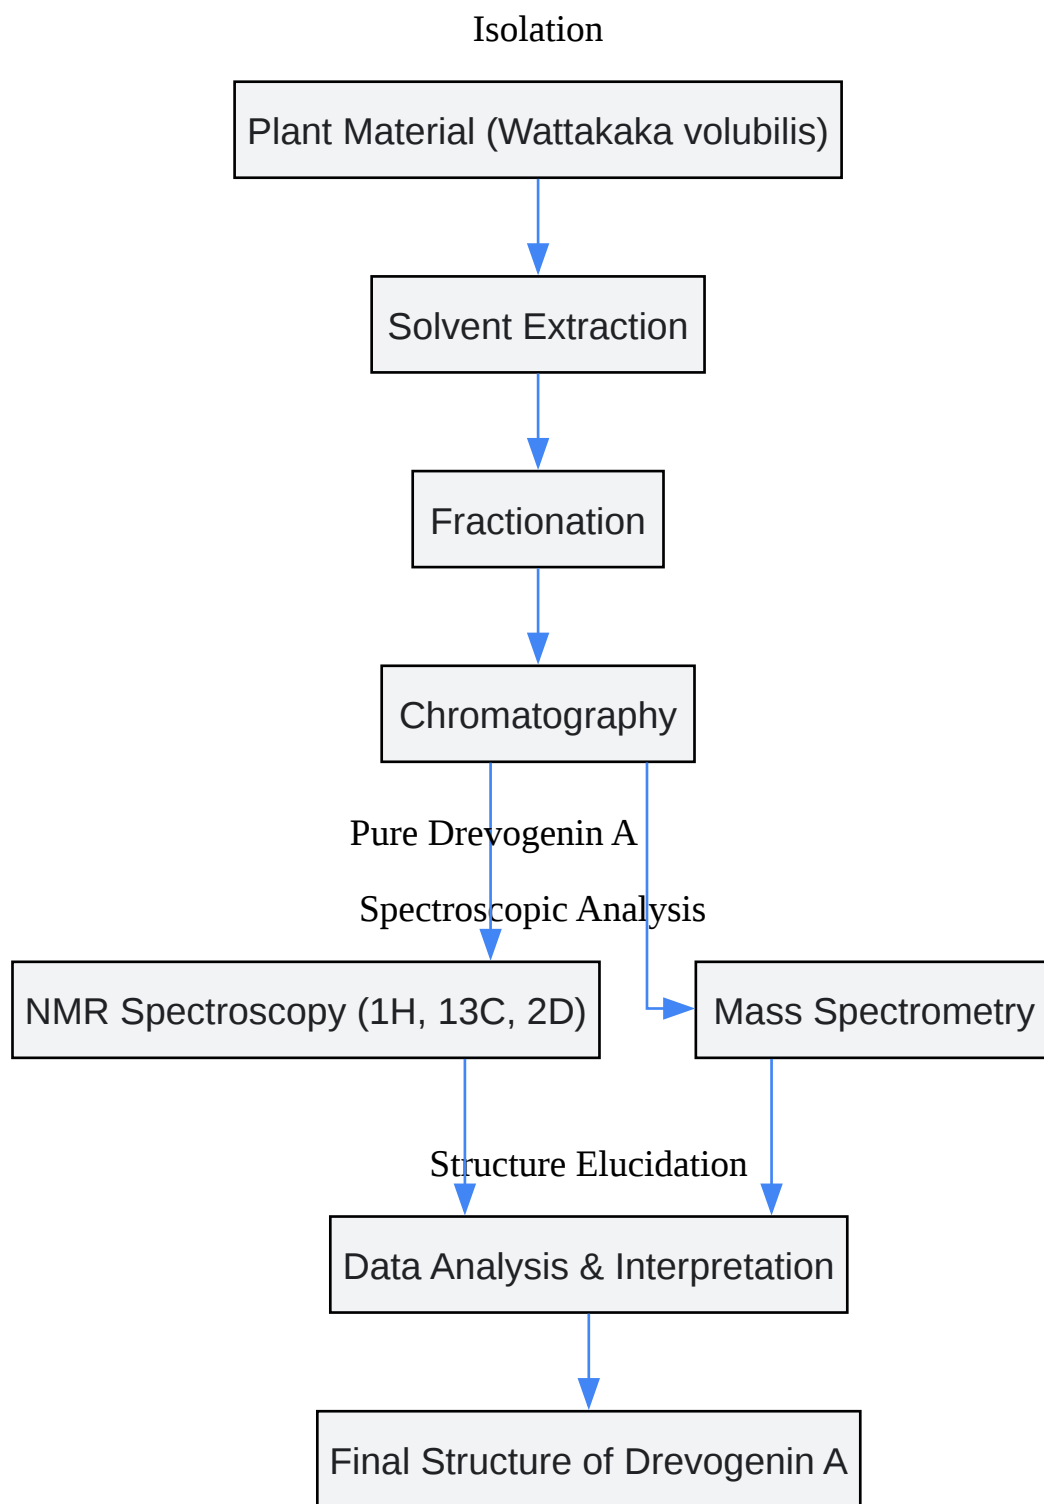 Isolation
Plant Material (Wattakaka volubilis)
Solvent Extraction
Fractionation
Chromatography
Pure Drevogenin A
Spectroscopic Analysis
NMR Spectroscopy (1H, 13C, 2D)
Mass Spectrometry
Structure Elucidation
Data Analysis & Interpretation
Final Structure of Drevogenin A